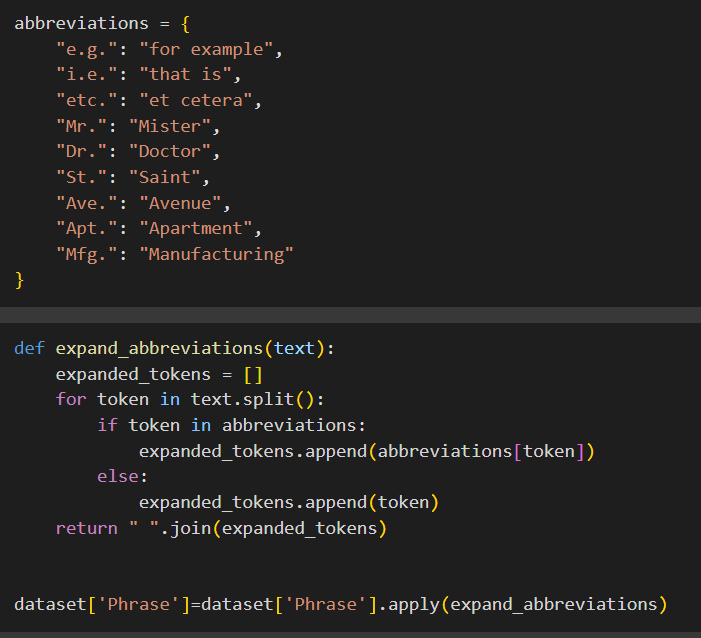 abbreviations = {
    "e.g.": "for example",
    "i.e.": "that is",
    "etc.": "et cetera",
    "Mr.": "Mister",
    "Dr.": "Doctor",
    "St.": "Saint",
    "Ave.": "Avenue",
    "Apt.": "Apartment",
    "Mfg.": "Manufacturing"
}
def expand_abbreviations(text):
    expanded_tokens = []
    for token in text.split():
        if token in abbreviations:
            expanded_tokens.append(abbreviations[token])
        else:
            expanded_tokens.append(token)
    return " ".join(expanded_tokens)
dataset['Phrase']=dataset['Phrase'].apply(expand_abbreviations)